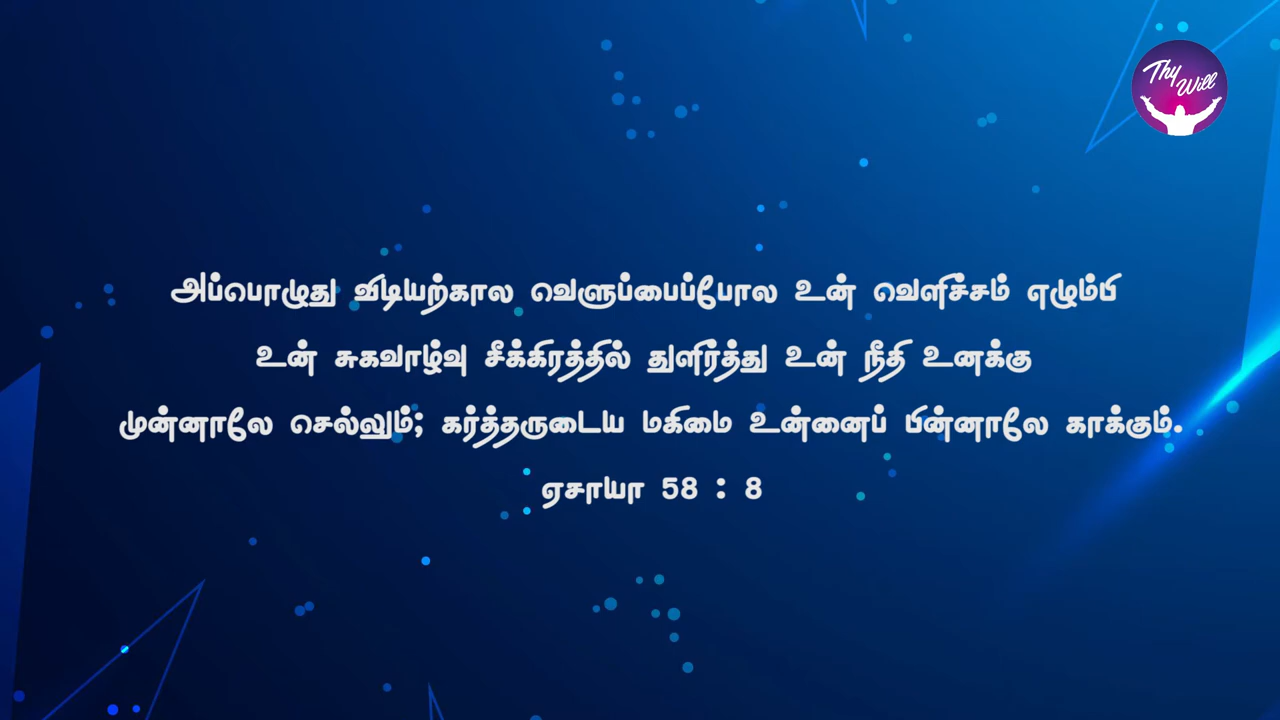 Thy Will
அப்பொழுது விடியற்கால வெளுப்பைப்போல உன் வெளிச்சம் எழும்பி
உன் சுகவாழ்வு சீக்கிரத்தில் துளிர்த்து உன் நீதி உனக்கு
முன்னாலே செல்லும்; கர்த்தருடைய மகிமை உன்னைப் பின்னாலே காக்கும்.
ஏசாயா 58 : 8